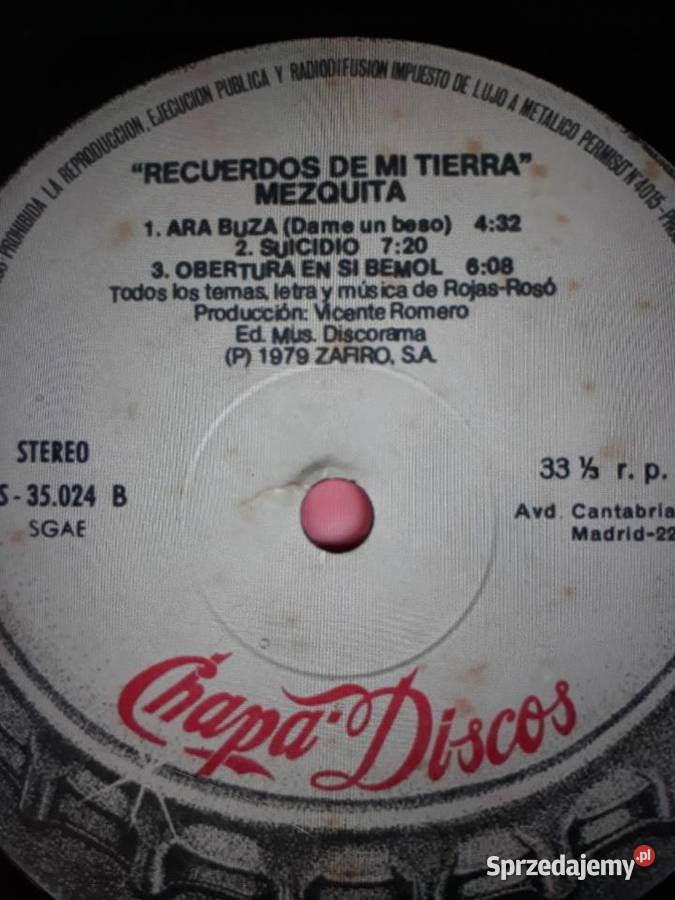 PROHIBIDA LA REPRODUCCION, EJECUCION PUBLICA Y RADIODIFUSION IMPUESTO DE LUJO A METALICO PERMISO Nº 4015-
"RECUERDOS DE MI TIERRA"
MEZQUITA
1. ARA BUZA (Dame un beso) 4:32
2. SUICIDIO 7:20
3. OBERTURA EN SI BEMOL 6:08
Todos los temas, letra y música de Rojas-Rosó
Producción: Vicente Romero
Ed. Mus. Discorama
(P) 1979 ZAFIRO, S.A.
STEREO
S-35.024 B
SGAE
33 ⅓ r. p.
Avd. Cantabria
Madrid-22
Chapa-Discos
Sprzedajemy.pl